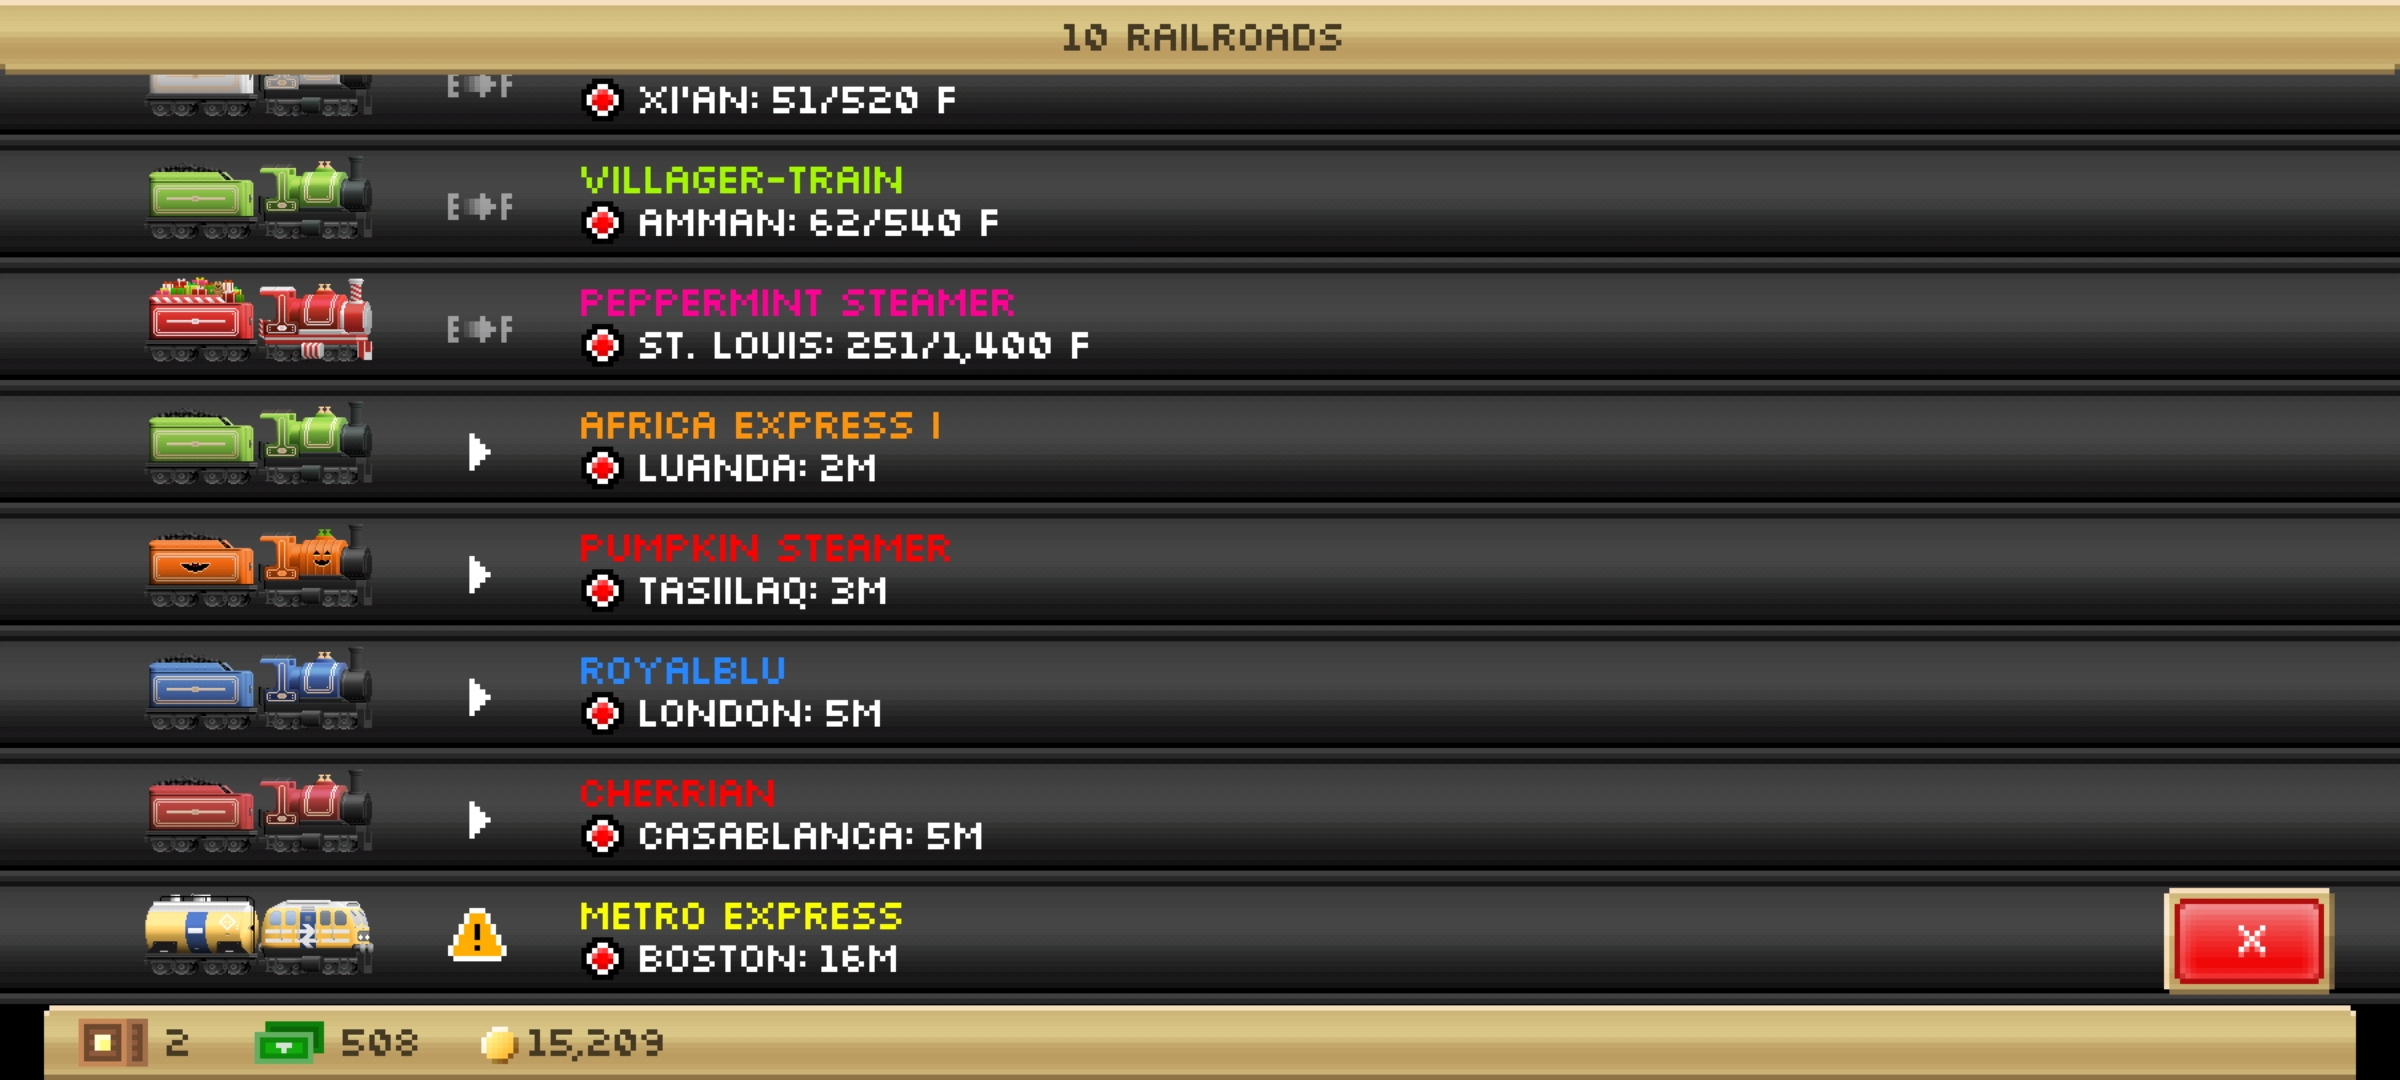 10 RAILROADS
E F
XI'AN: 51/520 F
VILLAGER-TRAIN
E F
AMMAN: 62/540 F
PEPPERMINT STEAMER
E F
ST. LOUIS: 251/1,400 F
AFRICA EXPRESS I
LUANDA: 2M
PUMPKIN STEAMER
TASIILAQ: 3M
ROYALBLU
LONDON: 5M
CHERRIAN
CASABLANCA: 5M
METRO EXPRESS
BOSTON: 16M
X
2 508 15,209